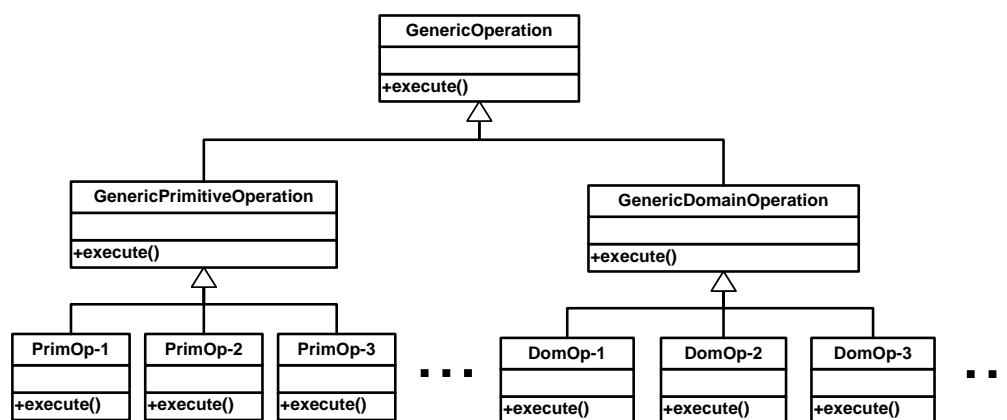 GenericOperation
+execute()
GenericPrimitiveOperation
+execute()
GenericDomainOperation
+execute()
PrimOp-1
+execute()
PrimOp-2
+execute()
PrimOp-3
+execute()
...
DomOp-1
+execute()
DomOp-2
+execute()
DomOp-3
+execute()
..